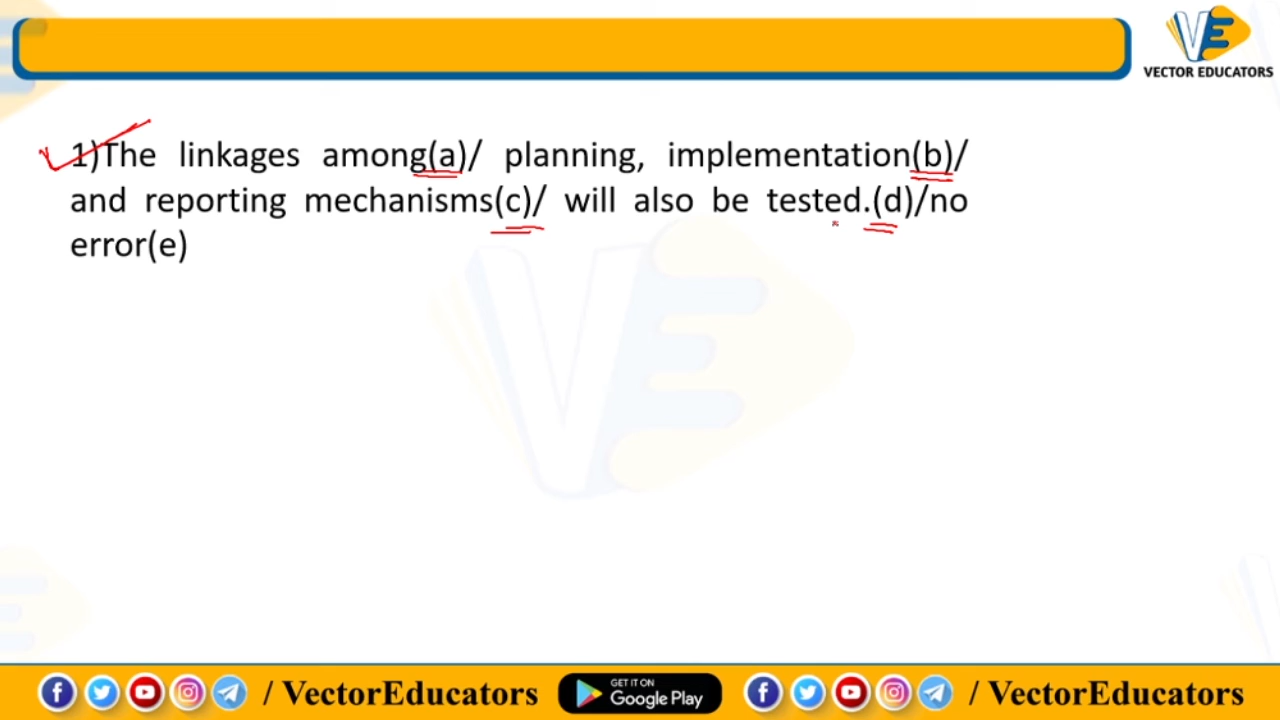 VECTOR EDUCATORS
1)The linkages among(a)/ planning, implementation(b)/
and reporting mechanisms(c)/ will also be tested.(d)/no
error(e)
/ VectorEducators GET IT ON Google Play / VectorEducators